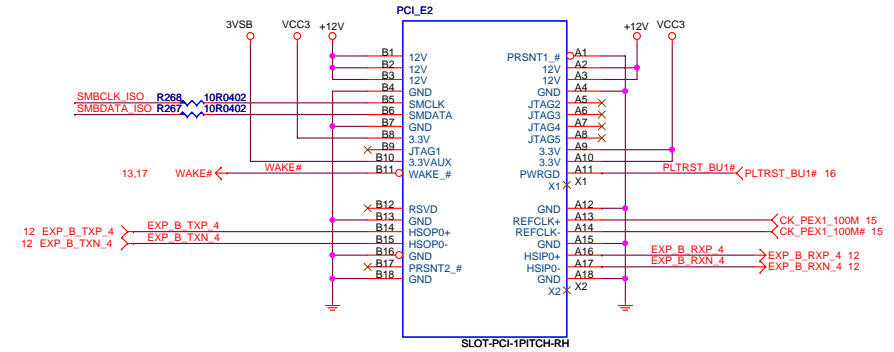 PCI_E2
3VSB VCC3 +12V +12V VCC3
B1 12V PRSNT1_# A1
B2 12V 12V A2
B3 12V 12V A3
B4 GND GND A4
SMBCLK_ISO R268 10R0402 B5 SMCLK JTAG2 A5
SMBDATA_ISO R267 10R0402 B6 SMDATA JTAG3 A6
B7 GND JTAG4 A7
B8 3.3V JTAG5 A8
B9 JTAG1 3.3V A9
B10 3.3VAUX 3.3V A10
13,17 WAKE# WAKE# B11 WAKE_# PWRGD A11 PLTRST_BU1# PLTRST_BU1# 16
X1 X1
B12 RSVD GND A12
B13 GND REFCLK+ A13 CK_PEX1_100M 15
12 EXP_B_TXP_4 EXP_B_TXP_4 B14 HSOP0+ REFCLK- A14 CK_PEX1_100M# 15
12 EXP_B_TXN_4 EXP_B_TXN_4 B15 HSOP0- GND A15
B16 GND HSIP0+ A16 EXP_B_RXP_4 EXP_B_RXP_4 12
B17 PRSNT2_# HSIP0- A17 EXP_B_RXN_4 EXP_B_RXN_4 12
B18 GND GND A18
X2 X2
SLOT-PCI-1PITCH-RH